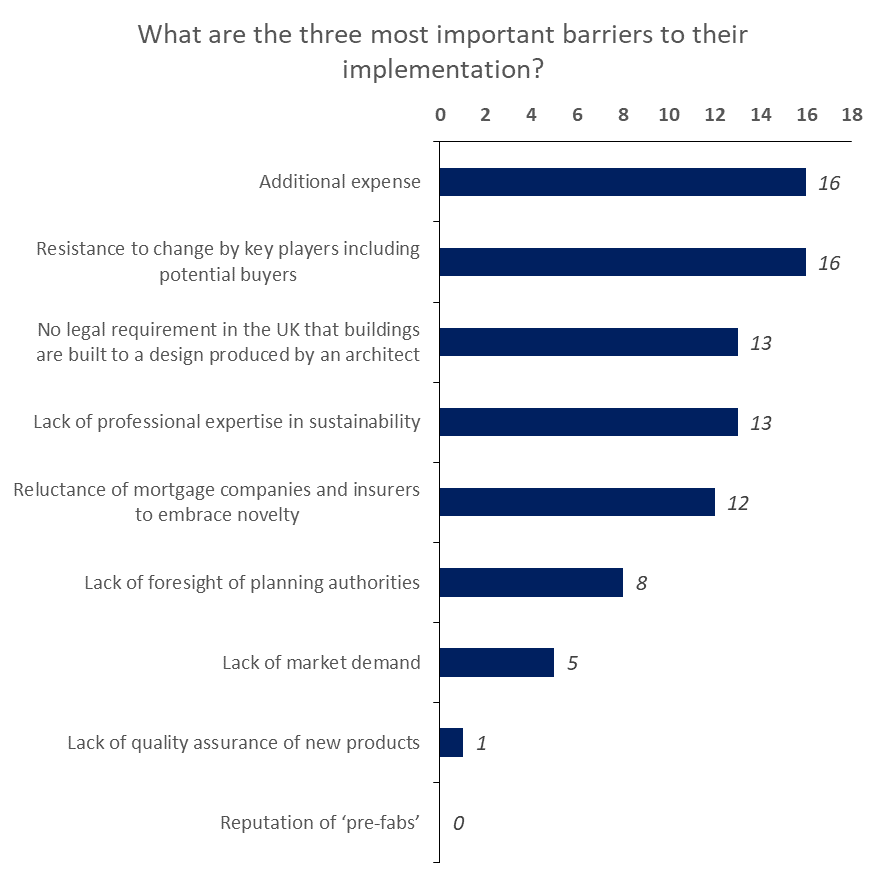 What are the three most important barriers to their
implementation?
0 2 4 6 8 10 12 14 16 18
Additional expense 16
Resistance to change by key players including
potential buyers 16
No legal requirement in the UK that buildings
are built to a design produced by an architect 13
Lack of professional expertise in sustainability 13
Reluctance of mortgage companies and insurers
to embrace novelty 12
Lack of foresight of planning authorities 8
Lack of market demand 5
Lack of quality assurance of new products 1
Reputation of ‘pre-fabs’ 0